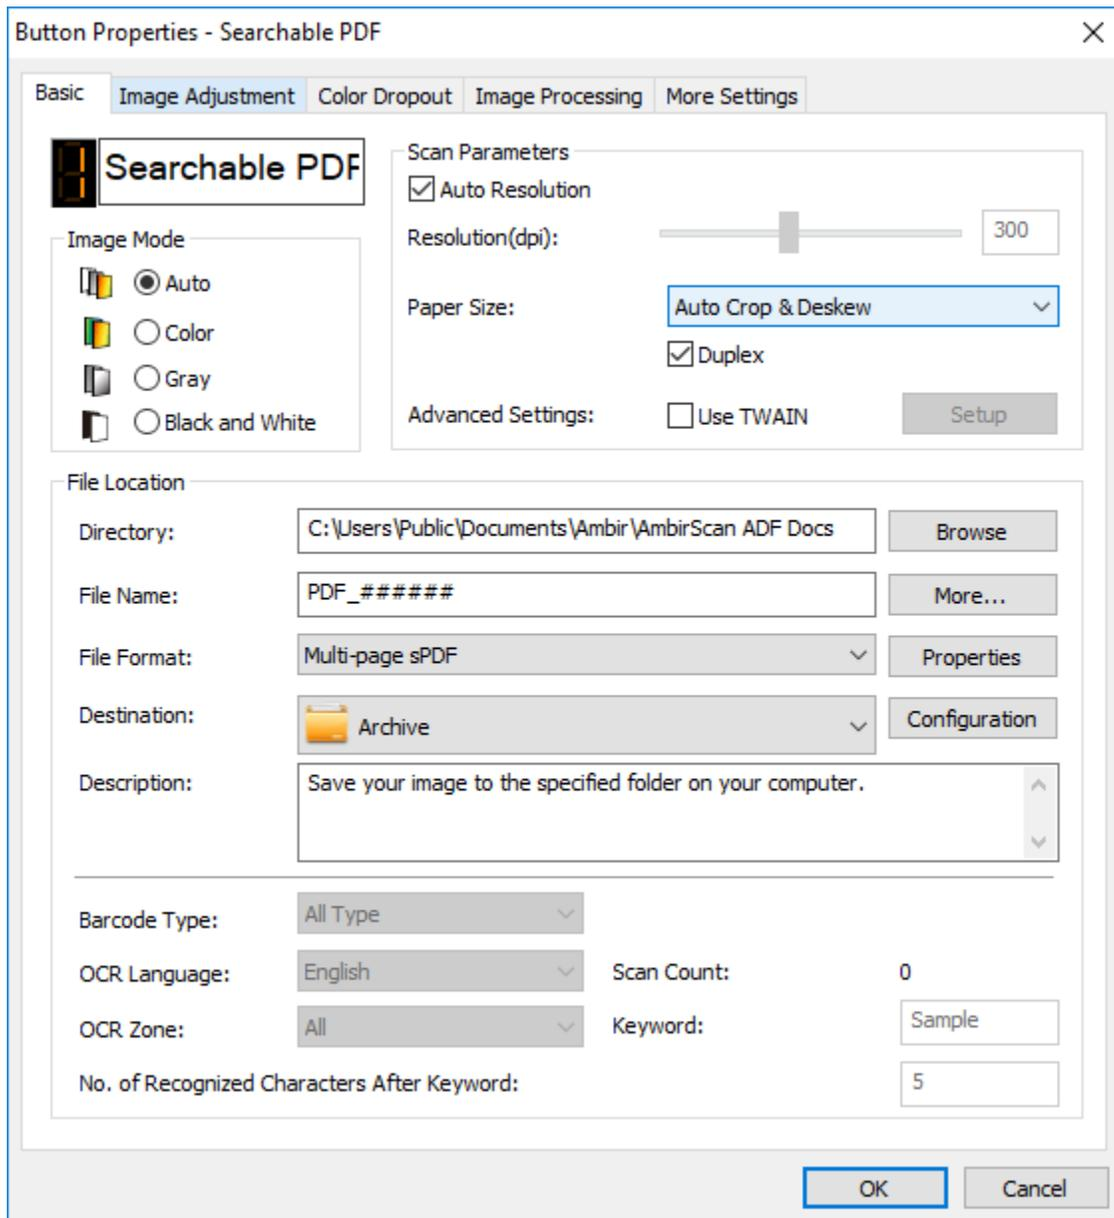 Button Properties - Searchable PDF
Basic Image Adjustment Color Dropout Image Processing More Settings
1 Searchable PDF
Scan Parameters
Auto Resolution
Resolution(dpi): 300
Paper Size: Auto Crop & Deskew
Duplex
Advanced Settings: Use TWAIN Setup
Image Mode
Auto
Color
Gray
Black and White
File Location
Directory: C:\Users\Public\Documents\Ambir\AmbirScan ADF Docs Browse
File Name: PDF_###### More...
File Format: Multi-page sPDF Properties
Destination: Archive Configuration
Description: Save your image to the specified folder on your computer.
Barcode Type: All Type
OCR Language: English Scan Count: 0
OCR Zone: All Keyword: Sample
No. of Recognized Characters After Keyword: 5
OK Cancel